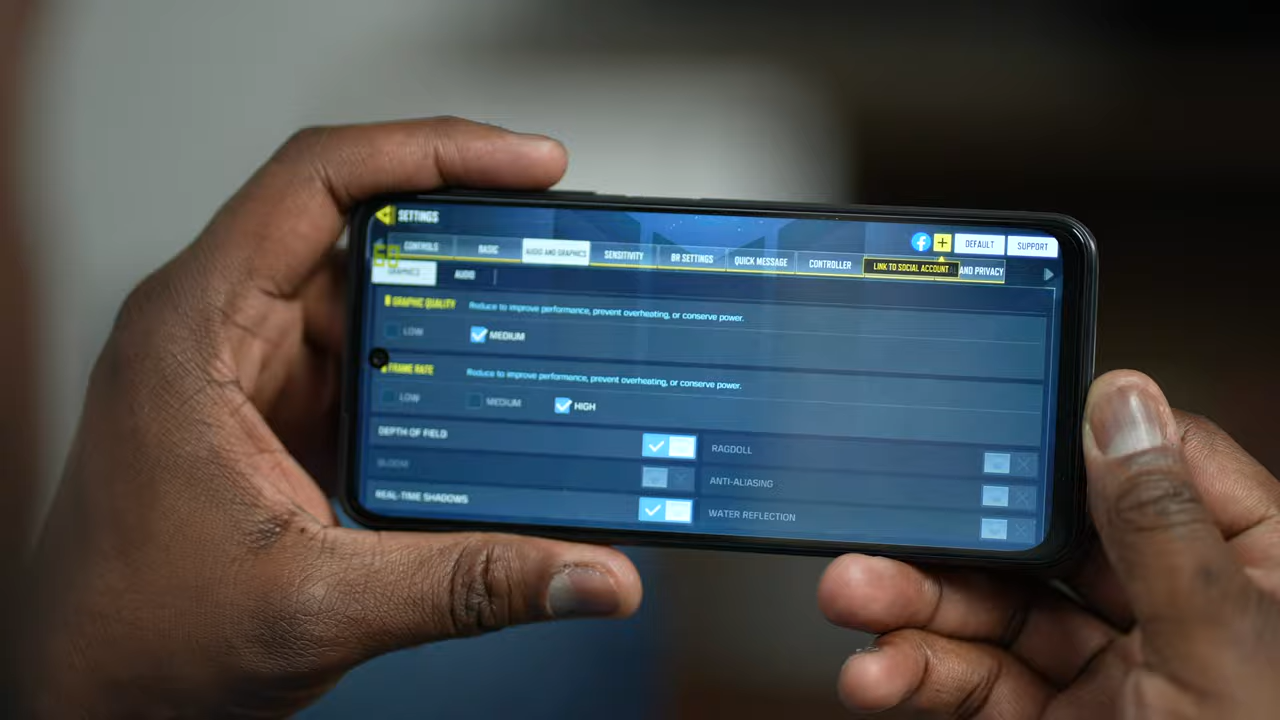 SETTINGS
+ DEFAULT SUPPORT
CONTROLS BASIC AUDIO AND GRAPHICS SENSITIVITY BR SETTINGS QUICK MESSAGE CONTROLLER LINK TO SOCIAL ACCOUNT AND PRIVACY
60
GRAPHICS AUDIO
GRAPHIC QUALITY Reduce to improve performance, prevent overheating, or conserve power.
LOW MEDIUM
FRAME RATE Reduce to improve performance, prevent overheating, or conserve power.
LOW MEDIUM HIGH
DEPTH OF FIELD RAGDOLL
BLOOM ANTI-ALIASING
REAL-TIME SHADOWS WATER REFLECTION